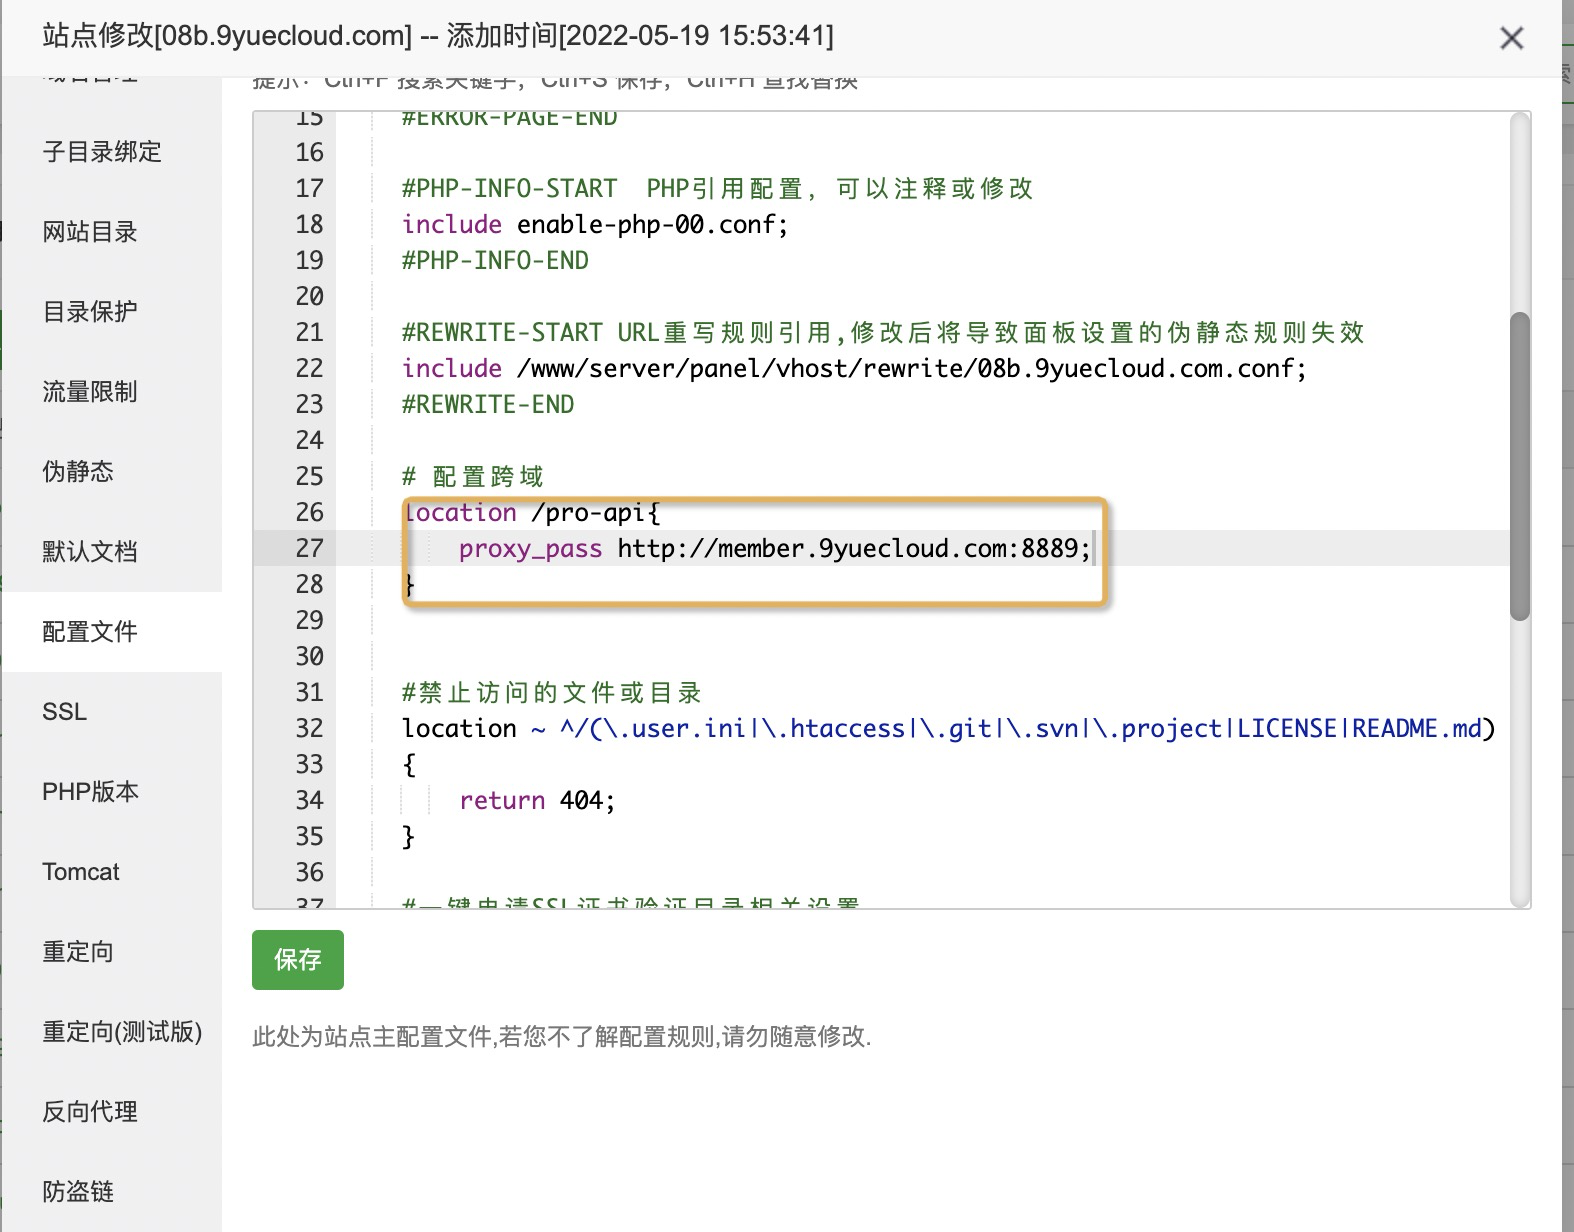 站点修改[08b.9yuecloud.com] -- 添加时间[2022-05-19 15:53:41]
域名管理
子目录绑定
网站目录
目录保护
流量限制
伪静态
默认文档
配置文件
SSL
PHP版本
Tomcat
重定向
重定向(测试版)
反向代理
防盗链
提示：Ctrl+F 搜索关键字，Ctrl+S 保存，Ctrl+H 查找替换
15 #ERROR-PAGE-END
16
17 #PHP-INFO-START  PHP引用配置，可以注释或修改
18 include enable-php-00.conf;
19 #PHP-INFO-END
20
21 #REWRITE-START URL重写规则引用,修改后将导致面板设置的伪静态规则失效
22 include /www/server/panel/vhost/rewrite/08b.9yuecloud.com.conf;
23 #REWRITE-END
24
25 # 配置跨域
26 location /pro-api{
27     proxy_pass http://member.9yuecloud.com:8889;
28 }
29
30
31 #禁止访问的文件或目录
32 location ~ ^/(\.user.ini|\.htaccess|\.git|\.svn|\.project|LICENSE|README.md)
33 {
34     return 404;
35 }
36
37 #一键申请SSL证书验证目录相关设置
保存
此处为站点主配置文件,若您不了解配置规则,请勿随意修改.